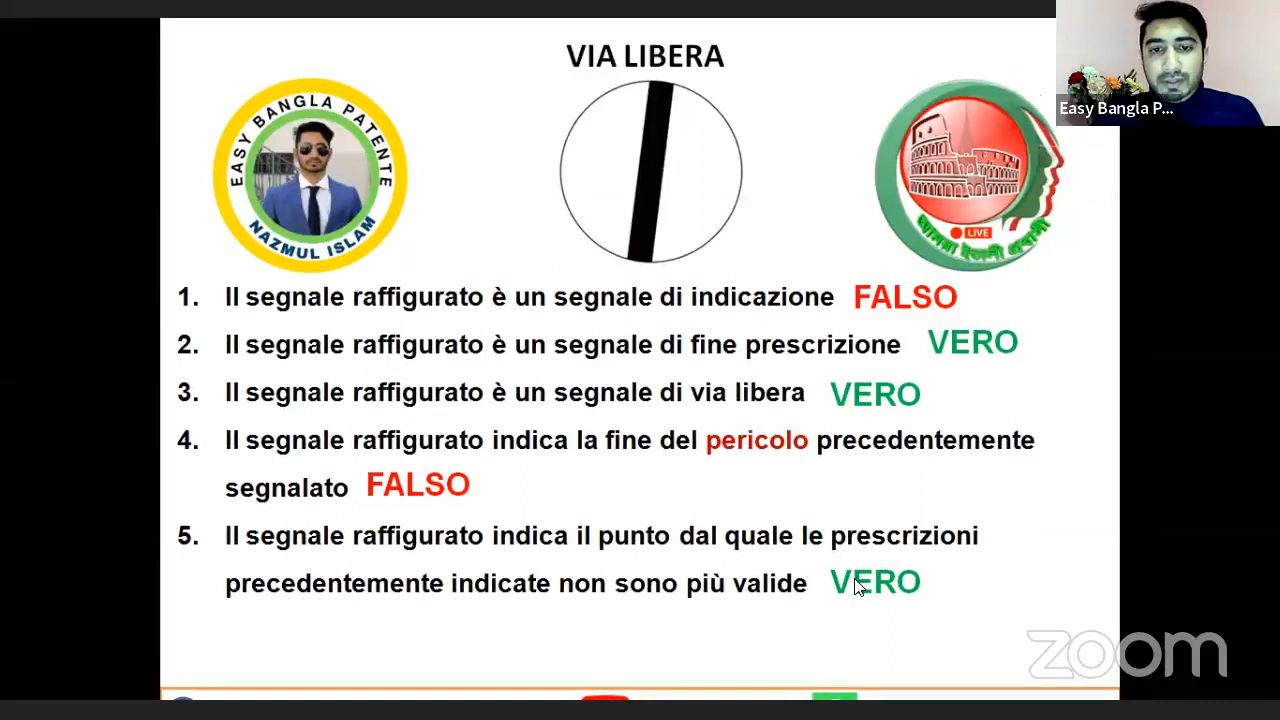 VIA LIBERA
EASY BANGLA PATENTE
NAZMUL ISLAM
LIVE
আমরা ইতালী প্রবাসী
Easy Bangla P...
1. Il segnale raffigurato è un segnale di indicazione FALSO
2. Il segnale raffigurato è un segnale di fine prescrizione VERO
3. Il segnale raffigurato è un segnale di via libera VERO
4. Il segnale raffigurato indica la fine del pericolo precedentemente
segnalato FALSO
5. Il segnale raffigurato indica il punto dal quale le prescrizioni
precedentemente indicate non sono più valide VERO
zoom